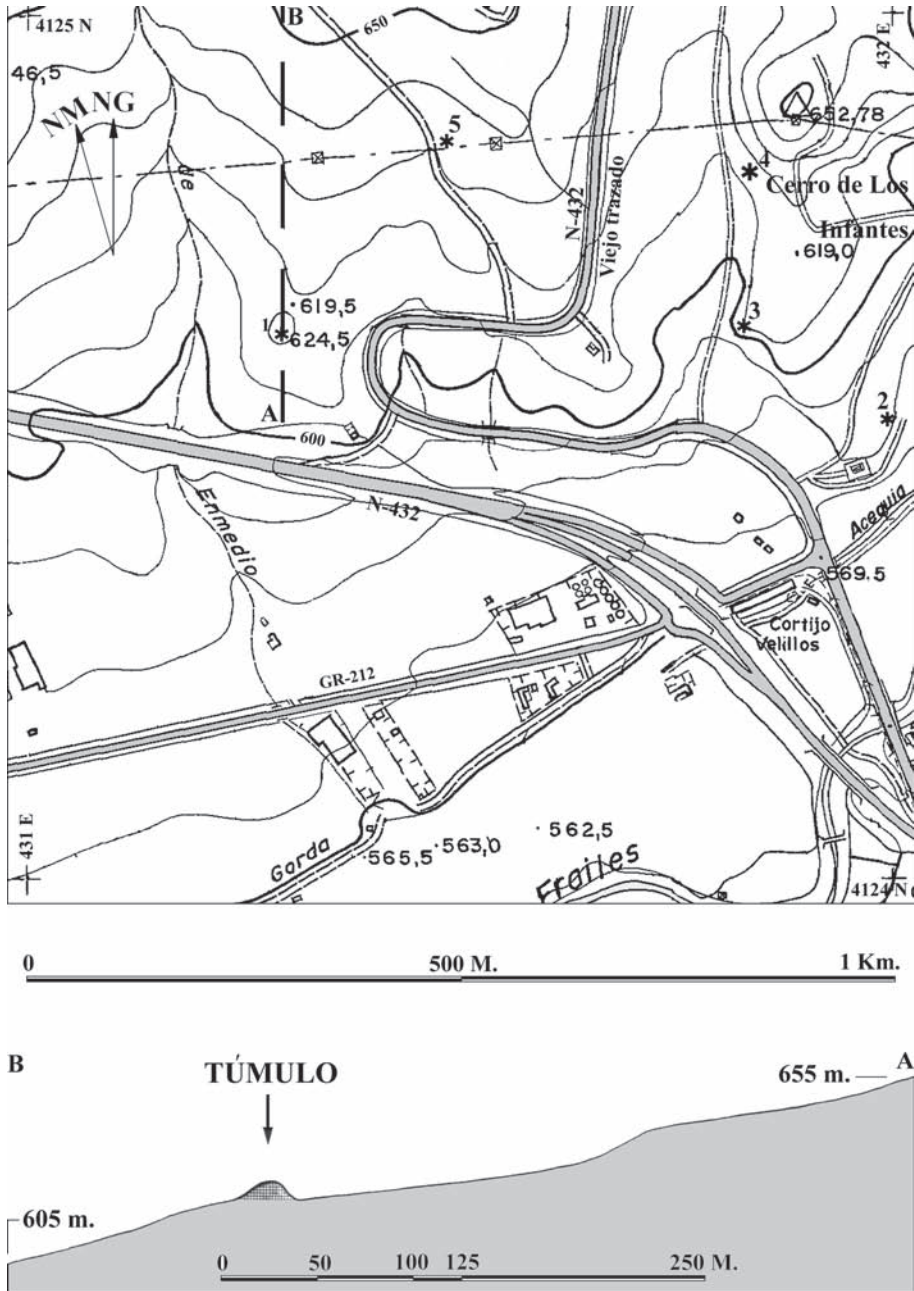 4125 N
B
650
432 E
46,5
NM NG
5
652,78
de
4
Cerro de Los
Infantes
N-432
Viejo trazado
619,0
619,5
1
624,5
3
A
2
600
N-432
Enmedio
Acequia
569.5
Cortijo
Velillos
GR-212
431 E
562,5
563,0
565,5
Gorda
Frailes
4124 N
0 500 M. 1 Km.
B TÚMULO 655 m. A
605 m.
0 50 100 125 250 M.